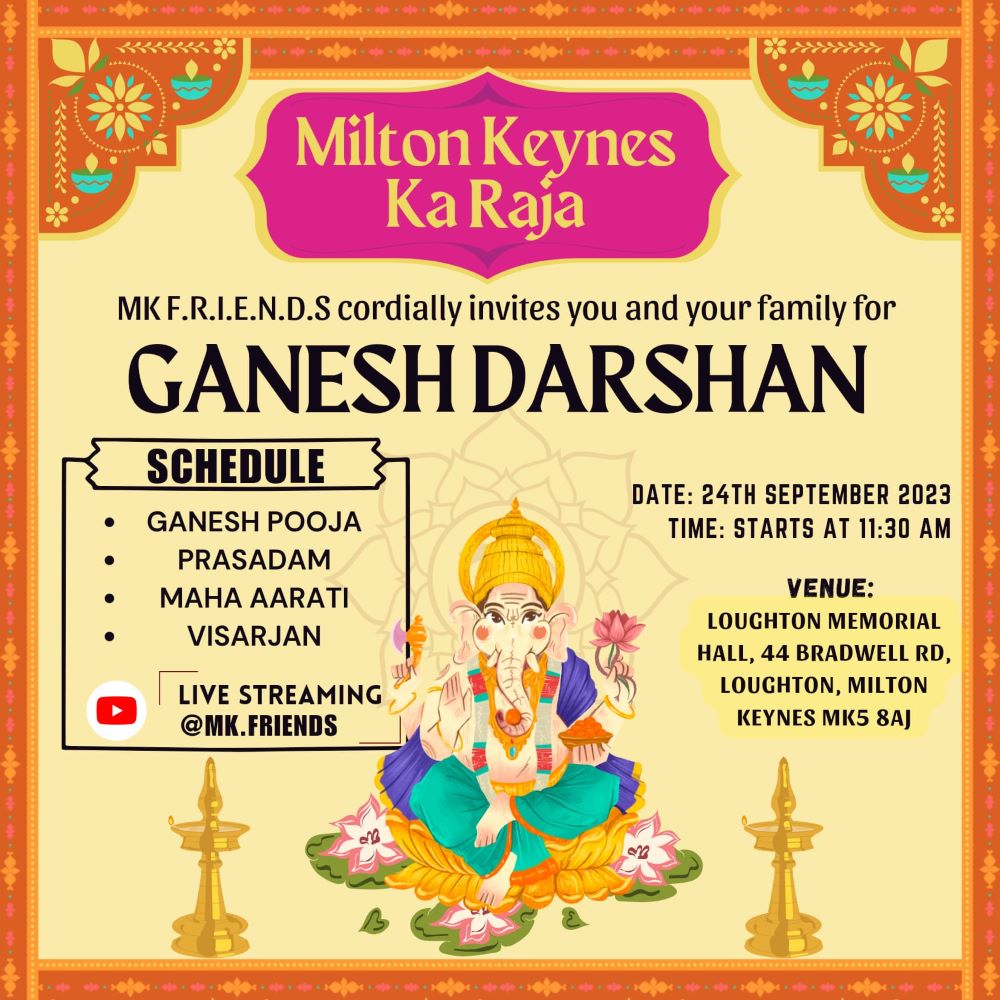 Milton Keynes
Ka Raja
MK F.R.I.E.N.D.S cordially invites you and your family for
GANESH DARSHAN
SCHEDULE
• GANESH POOJA
• PRASADAM
• MAHA AARATI
• VISARJAN
LIVE STREAMING
@MK.FRIENDS
DATE: 24TH SEPTEMBER 2023
TIME: STARTS AT 11:30 AM
VENUE:
LOUGHTON MEMORIAL
HALL, 44 BRADWELL RD,
LOUGHTON, MILTON
KEYNES MK5 8AJ